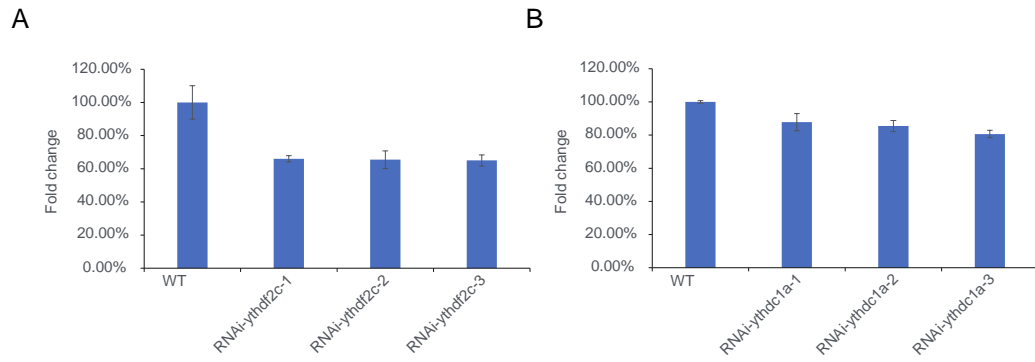 A
Fold change
120.00%
100.00%
80.00%
60.00%
40.00%
20.00%
0.00%
WT
RNAi-ythdf2c-1
RNAi-ythdf2c-2
RNAi-ythdf2c-3
B
Fold change
120.00%
100.00%
80.00%
60.00%
40.00%
20.00%
0.00%
WT
RNAi-ythdc1a-1
RNAi-ythdc1a-2
RNAi-ythdc1a-3